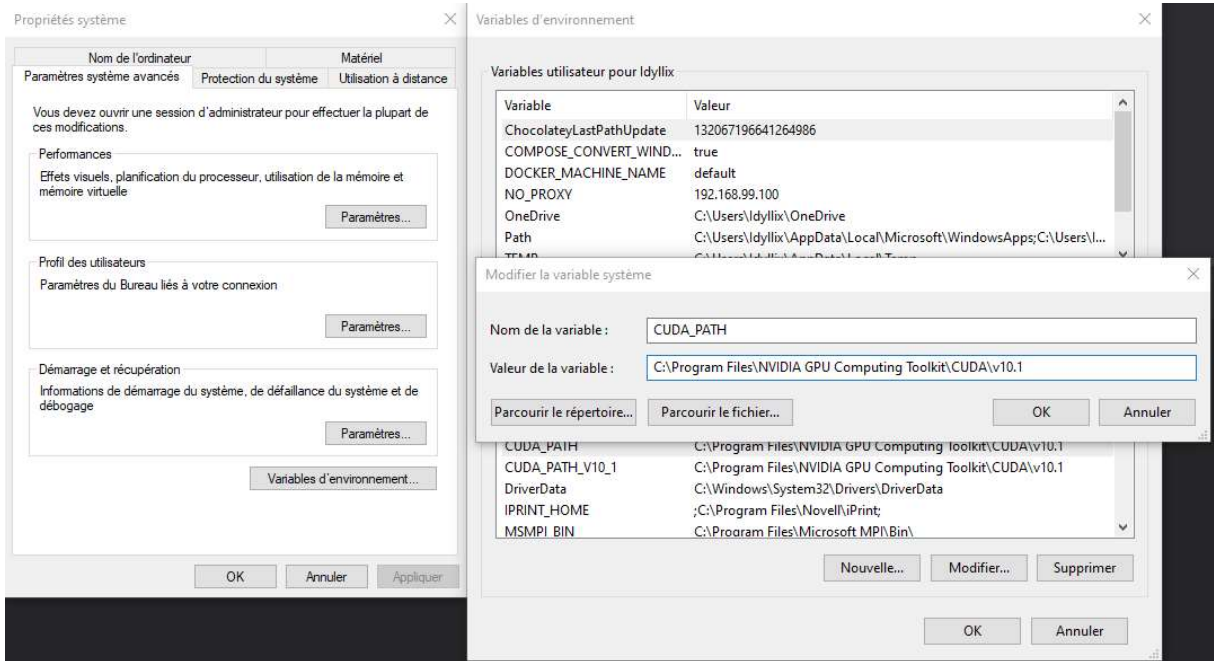 Propriétés système
Nom de l'ordinateur
Matériel
Paramètres système avancés
Protection du système
Utilisation à distance
Vous devez ouvrir une session d'administrateur pour effectuer la plupart de
ces modifications.
Performances
Effets visuels, planification du processeur, utilisation de la mémoire et
mémoire virtuelle
Paramètres...
Profil des utilisateurs
Paramètres du Bureau liés à votre connexion
Paramètres...
Démarrage et récupération
Informations de démarrage du système, de défaillance du système et de
débogage
Paramètres...
Variables d'environnement...
OK
Annuler
Appliquer
Variables d'environnement
Variables utilisateur pour Idyllix
Variable Valeur
ChocolateyLastPathUpdate 132067196641264986
COMPOSE_CONVERT_WIND... true
DOCKER_MACHINE_NAME default
NO_PROXY 192.168.99.100
OneDrive C:\Users\Idyllix\OneDrive
Path C:\Users\Idyllix\AppData\Local\Microsoft\WindowsApps;C:\Users\I...
TEMP C:\Users\Idyllix\AppData\Local\Temp
Modifier la variable système
Nom de la variable : CUDA_PATH
Valeur de la variable : C:\Program Files\NVIDIA GPU Computing Toolkit\CUDA\v10.1
Parcourir le répertoire...
Parcourir le fichier...
OK
Annuler
CUDA_PATH C:\Program Files\NVIDIA GPU Computing Toolkit\CUDA\v10.1
CUDA_PATH_V10_1 C:\Program Files\NVIDIA GPU Computing Toolkit\CUDA\v10.1
DriverData C:\Windows\System32\Drivers\DriverData
IPRINT_HOME ;C:\Program Files\Novell\iPrint;
MSMPI_BIN C:\Program Files\Microsoft MPI\Bin\
Nouvelle...
Modifier...
Supprimer
OK
Annuler